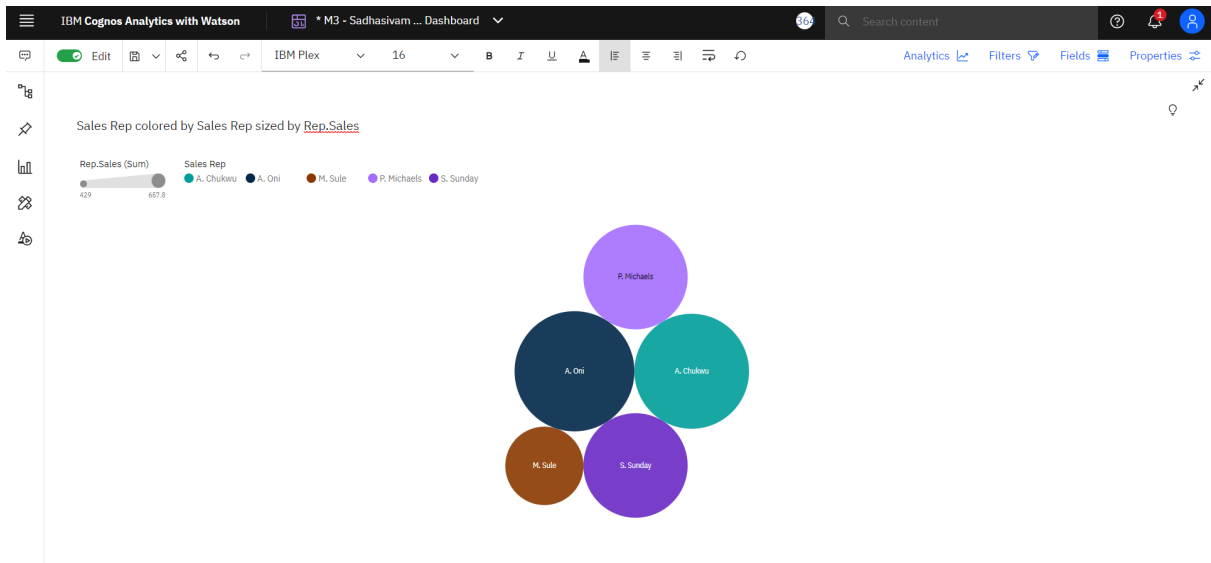 IBM Cognos Analytics with Watson
* M3 - Sadhasivam ... Dashboard
364
Search content
1
Edit
IBM Plex
16
B I U A
Analytics
Filters
Fields
Properties
Sales Rep colored by Sales Rep sized by Rep.Sales
Rep.Sales (Sum)
429
657.8
Sales Rep
A. Chukwu
A. Oni
M. Sule
P. Michaels
S. Sunday
P. Michaels
A. Oni
A. Chukwu
M. Sule
S. Sunday